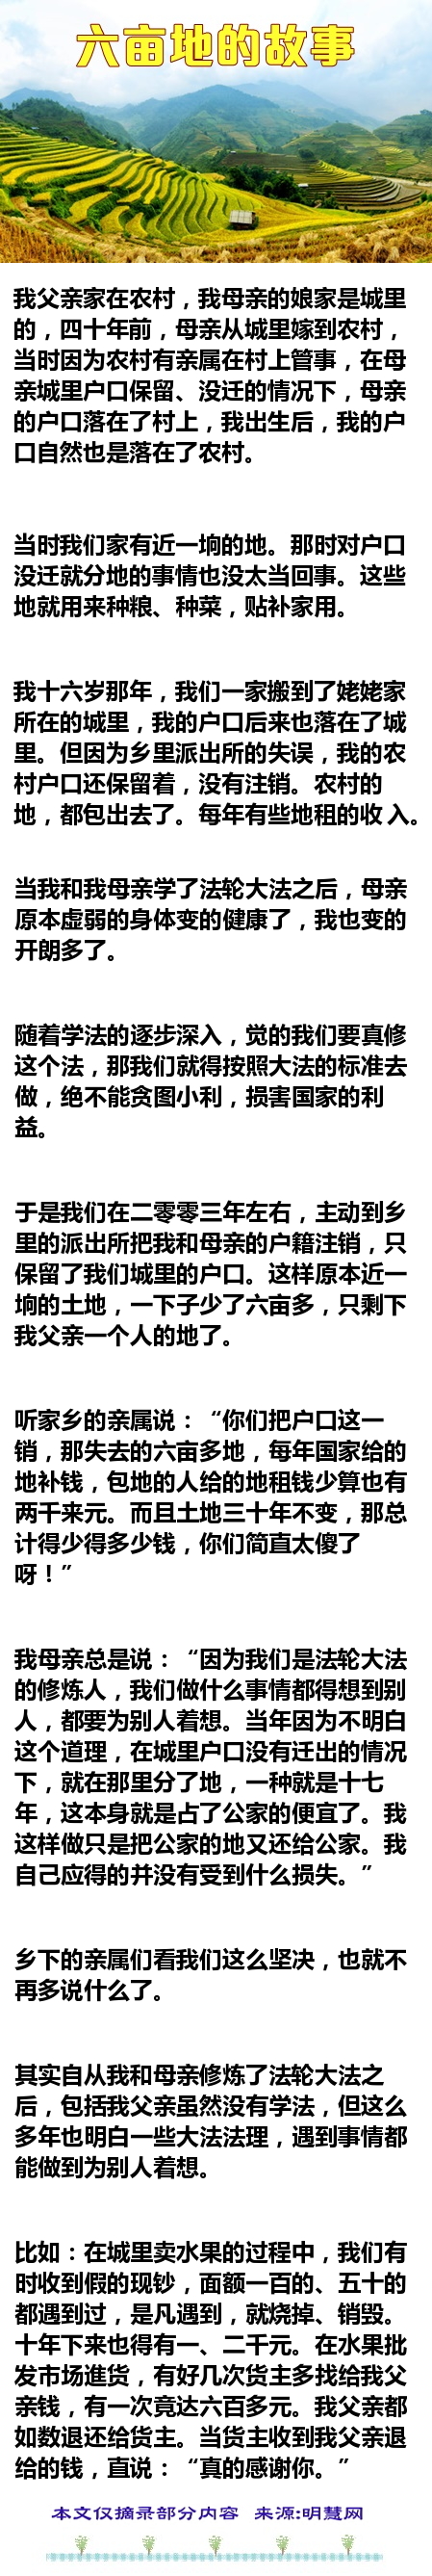 六亩地的故事
我父亲家在农村，我母亲的娘家是城里
的，四十年前，母亲从城里嫁到农村，
当时因为农村有亲属在村上管事，在母
亲城里户口保留、没迁的情况下，母亲
的户口落在了村上，我出生后，我的户
口自然也是落在了农村。
当时我们家有近一垧的地。那时对户口
没迁就分地的事情也没太当回事。这些
地就用来种粮、种菜，贴补家用。
我十六岁那年，我们一家搬到了姥姥家
所在的城里，我的户口后来也落在了城
里。但因为乡里派出所的失误，我的农
村户口还保留着，没有注销。农村的
地，都包出去了。每年有些地租的收入。
当我和我母亲学了法轮大法之后，母亲
原本虚弱的身体变的健康了，我也变的
开朗多了。
随着学法的逐步深入，觉的我们要真修
这个法，那我们就得按照大法的标准去
做，绝不能贪图小利，损害国家的利
益。
于是我们在二零零三年左右，主动到乡
里的派出所把我和母亲的户籍注销，只
保留了我们城里的户口。这样原本近一
垧的土地，一下子少了六亩多，只剩下
我父亲一个人的地了。
听家乡的亲属说：“你们把户口这一
销，那失去的六亩多地，每年国家给的
地补钱，包地的人给的地租钱少算也有
两千来元。而且土地三十年不变，那总
计得少得多少钱，你们简直太傻了
呀！”
我母亲总是说：“因为我们是法轮大法
的修炼人，我们做什么事情都得想到别
人，都要为别人着想。当年因为不明白
这个道理，在城里户口没有迁出的情况
下，就在那里分了地，一种就是十七
年，这本身就是占了公家的便宜了。我
这样做只是把公家的地又还给公家。我
自己应得的并没有受到什么损失。”
乡下的亲属们看我们这么坚决，也就不
再多说什么了。
其实自从我和母亲修炼了法轮大法之
后，包括我父亲虽然没有学法，但这么
多年也明白一些大法法理，遇到事情都
能做到为别人着想。
比如：在城里卖水果的过程中，我们有
时收到假的现钞，面额一百的、五十的
都遇到过，是凡遇到，就烧掉、销毁。
十年下来也得有一、二千元。在水果批
发市场進货，有好几次货主多找给我父
亲钱，有一次竟达六百多元。我父亲都
如数退还给货主。当货主收到我父亲退
给的钱，直说：“真的感谢你。”
本文仅摘录部分内容 来源:明慧网